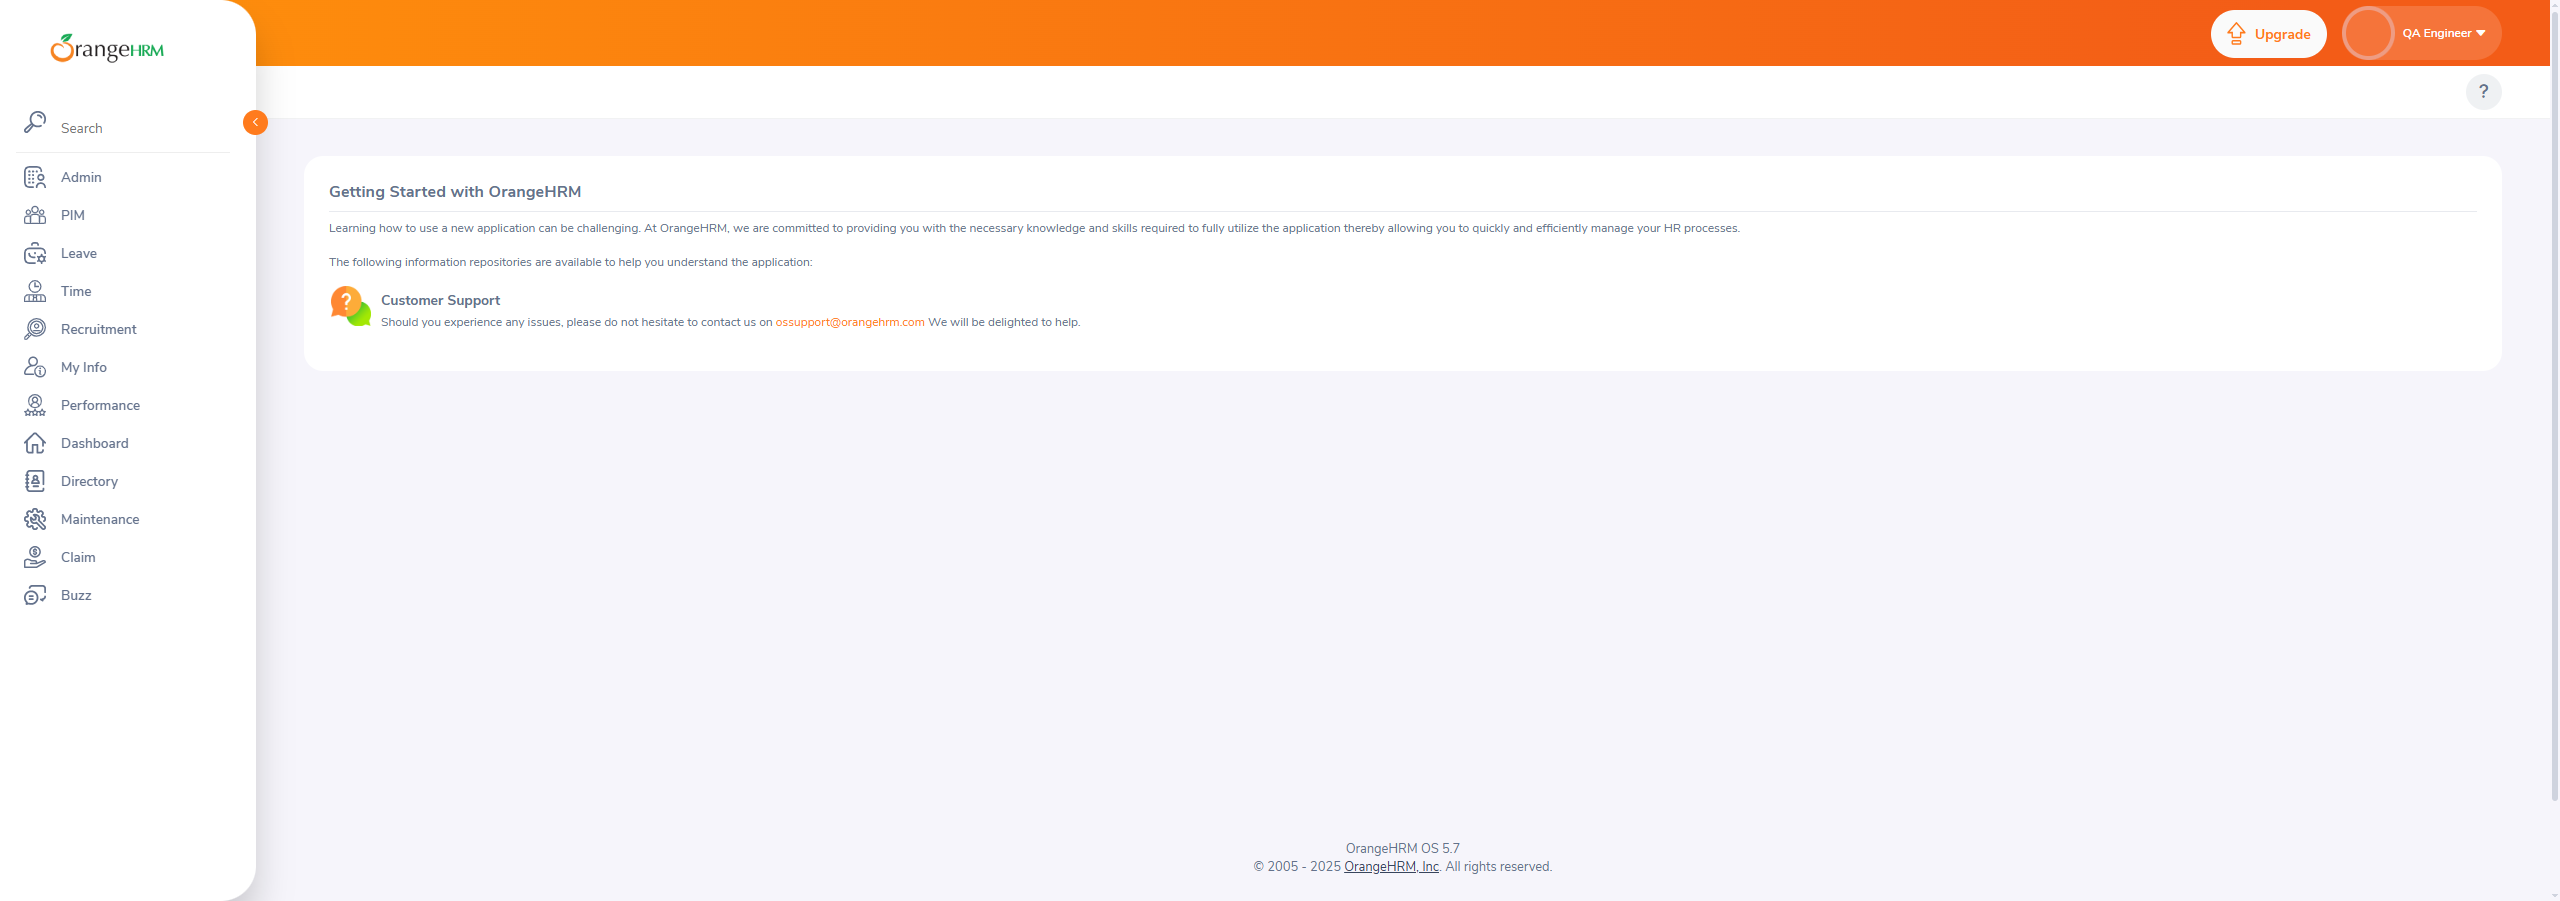 OrangeHRM
Upgrade
QA Engineer
?
Search
Admin
PIM
Leave
Time
Recruitment
My Info
Performance
Dashboard
Directory
Maintenance
Claim
Buzz
Getting Started with OrangeHRM
Learning how to use a new application can be challenging. At OrangeHRM, we are committed to providing you with the necessary knowledge and skills required to fully utilize the application thereby allowing you to quickly and efficiently manage your HR processes.
The following information repositories are available to help you understand the application:
Customer Support
Should you experience any issues, please do not hesitate to contact us on ossupport@orangehrm.com We will be delighted to help.
OrangeHRM OS 5.7
© 2005 - 2025 OrangeHRM, Inc. All rights reserved.